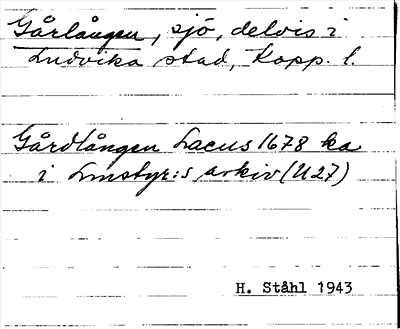 Gårlången, sjö, delvis i
Ludvika stad, Kopp. l.
Gårdlången Lacus 1678 ka
i Lmstyr:s arkiv (U27)
H. Ståhl 1943